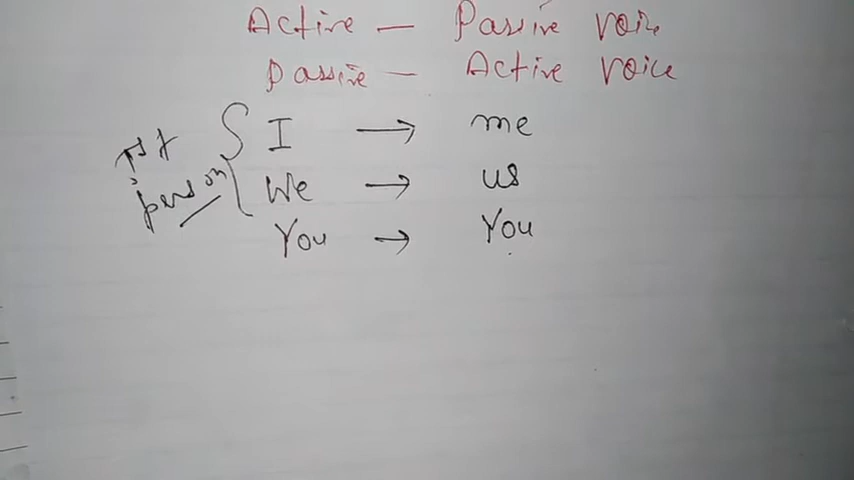 Active — Passive voice
Passive — Active voice
1st person { I → me
We → us
You → You